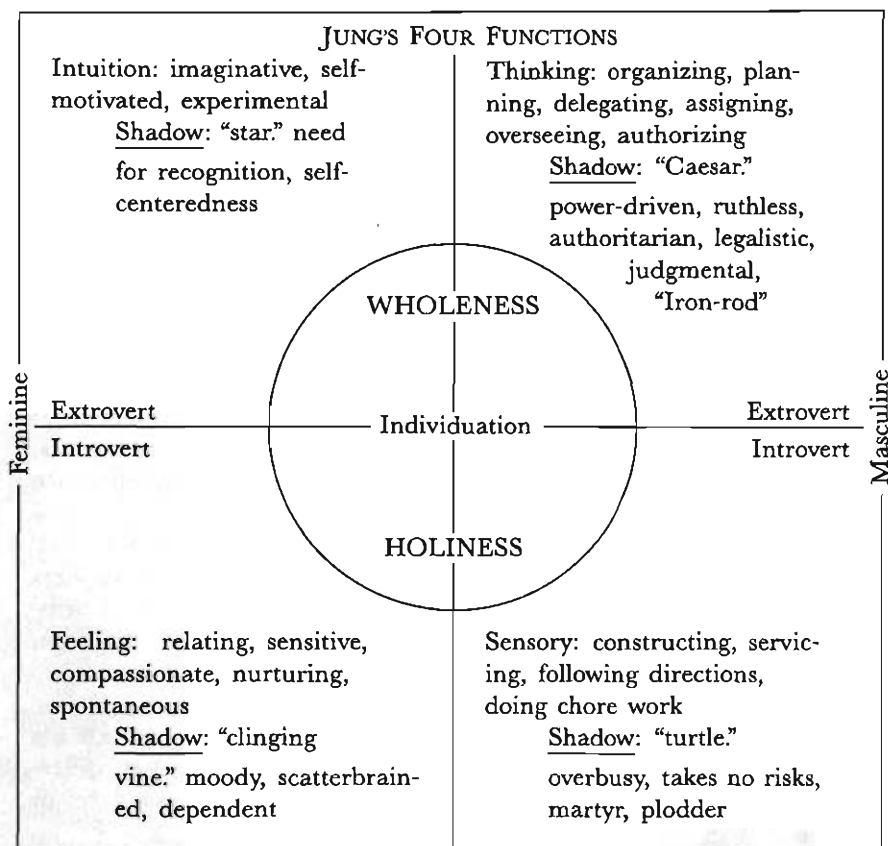 JUNG'S FOUR FUNCTIONS
Intuition: imaginative, self-
motivated, experimental
Shadow: "star." need
for recognition, self-
centeredness
Thinking: organizing, plan-
ning, delegating, assigning,
overseeing, authorizing
Shadow: "Caesar."
power-driven, ruthless,
authoritarian, legalistic,
judgmental,
"Iron-rod"
WHOLENESS
Feminine
Extrovert
Introvert
Individuation
Extrovert
Introvert
Masculine
HOLINESS
Feeling: relating, sensitive,
compassionate, nurturing,
spontaneous
Shadow: "clinging
vine." moody, scatterbrain-
ed, dependent
Sensory: constructing, servic-
ing, following directions,
doing chore work
Shadow: "turtle."
overbusy, takes no risks,
martyr, plodder